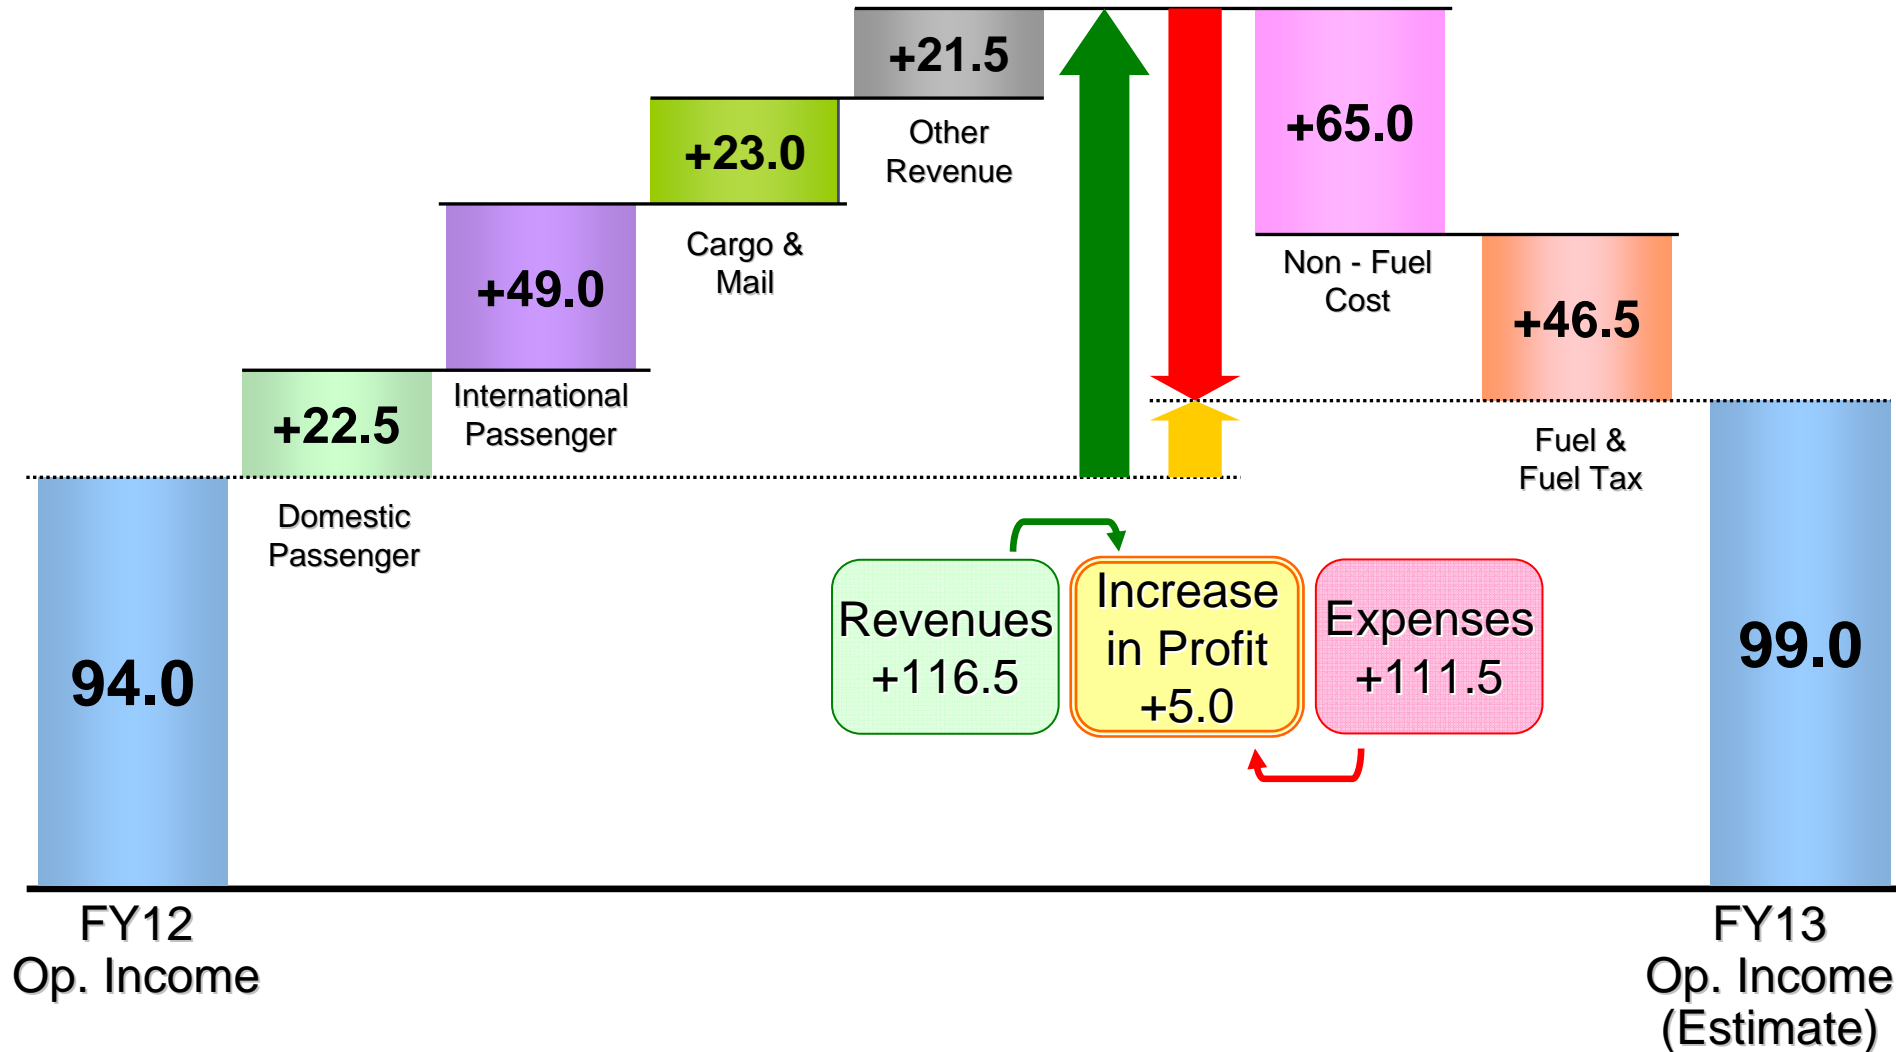 +21.5
Other
Revenue
+23.0
Cargo &
Mail
+49.0
International
Passenger
+22.5
Domestic
Passenger
94.0
FY12
Op. Income
+65.0
Non - Fuel
Cost
+46.5
Fuel &
Fuel Tax
Revenues
+116.5
Increase
in Profit
+5.0
Expenses
+111.5
99.0
FY13
Op. Income
(Estimate)